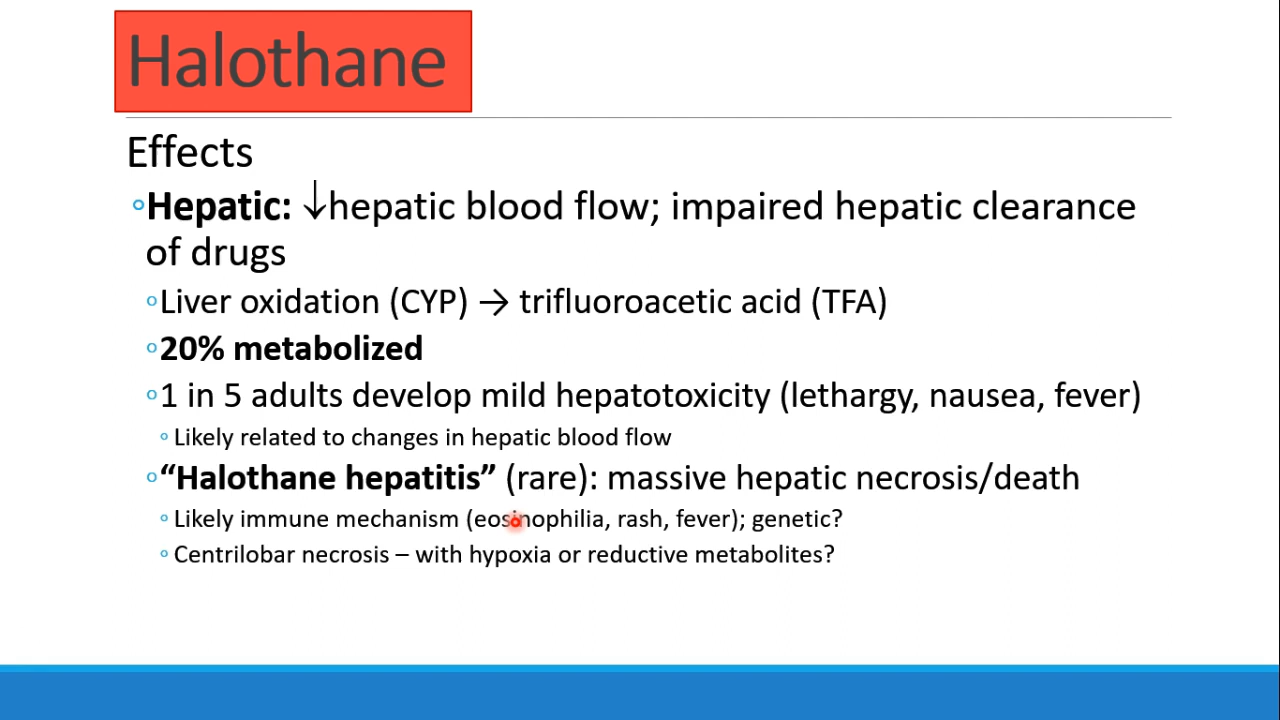 Halothane
Effects
◦Hepatic: ↓hepatic blood flow; impaired hepatic clearance
of drugs
◦Liver oxidation (CYP) → trifluoroacetic acid (TFA)
◦20% metabolized
◦1 in 5 adults develop mild hepatotoxicity (lethargy, nausea, fever)
◦Likely related to changes in hepatic blood flow
◦“Halothane hepatitis” (rare): massive hepatic necrosis/death
◦Likely immune mechanism (eosinophilia, rash, fever); genetic?
◦Centrilobar necrosis – with hypoxia or reductive metabolites?